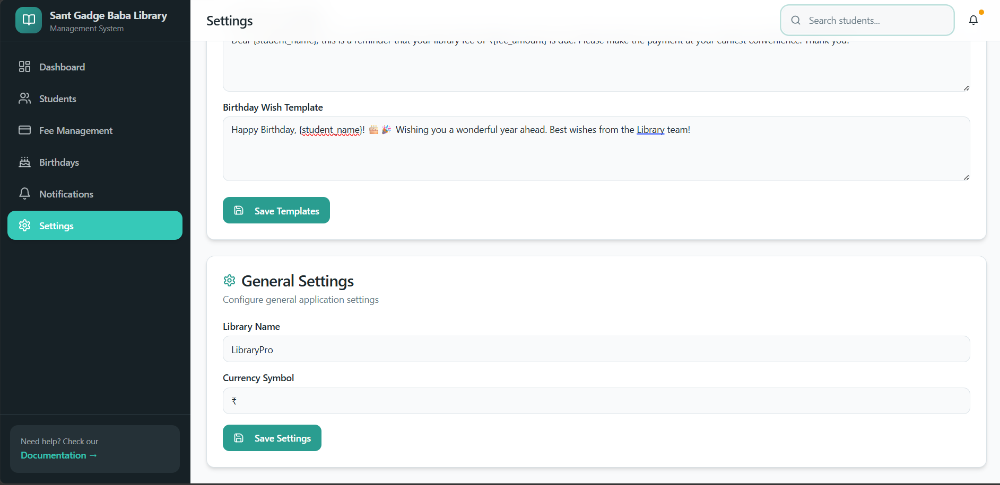 Sant Gadge Baba Library
Management System
Dashboard
Students
Fee Management
Birthdays
Notifications
Settings
Need help? Check our
Documentation →
Settings
Search students...
Dear {student_name}, this is a reminder that your library fee of ₹{fee_amount} is due. Please make the payment at your earliest convenience. Thank you!
Birthday Wish Template
Happy Birthday, {student_name}! 🎂🎉 Wishing you a wonderful year ahead. Best wishes from the Library team!
Save Templates
General Settings
Configure general application settings
Library Name
LibraryPro
Currency Symbol
₹
Save Settings